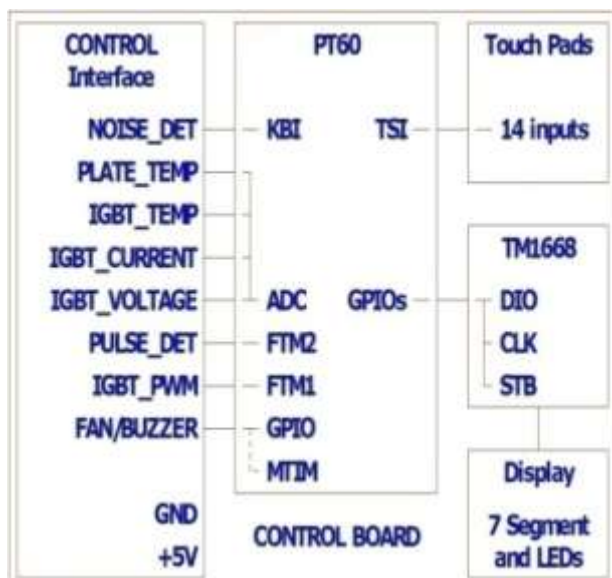 CONTROL
Interface
NOISE_DET
PLATE_TEMP
IGBT_TEMP
IGBT_CURRENT
IGBT_VOLTAGE
PULSE_DET
IGBT_PWM
FAN/BUZZER
GND
+5V
PT60
KBI
TSI
ADC
GPIOs
FTM2
FTM1
GPIO
MTIM
CONTROL BOARD
Touch Pads
14 inputs
TM1668
DIO
CLK
STB
Display
7 Segment
and LEDs